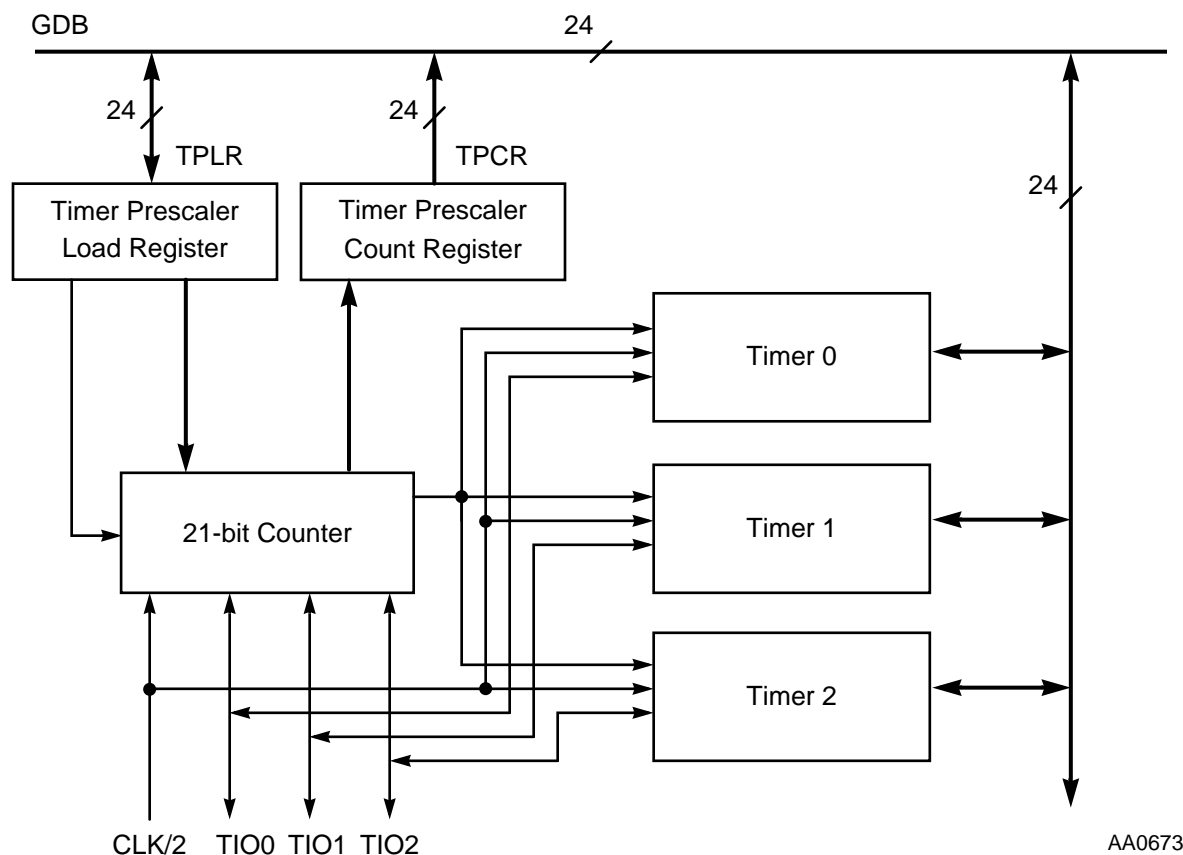 GDB
24
24
24
TPLR
TPCR
24
Timer Prescaler
Load Register
Timer Prescaler
Count Register
Timer 0
21-bit Counter
Timer 1
Timer 2
CLK/2
TIO0
TIO1
TIO2
AA0673